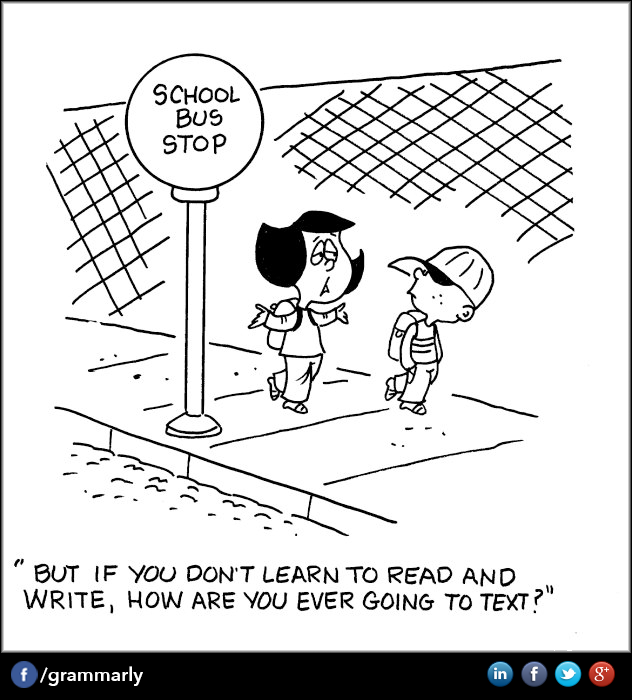 SCHOOL
BUS
STOP
"BUT IF YOU DON'T LEARN TO READ AND
WRITE, HOW ARE YOU EVER GOING TO TEXT?"
f /grammarly
in f g+